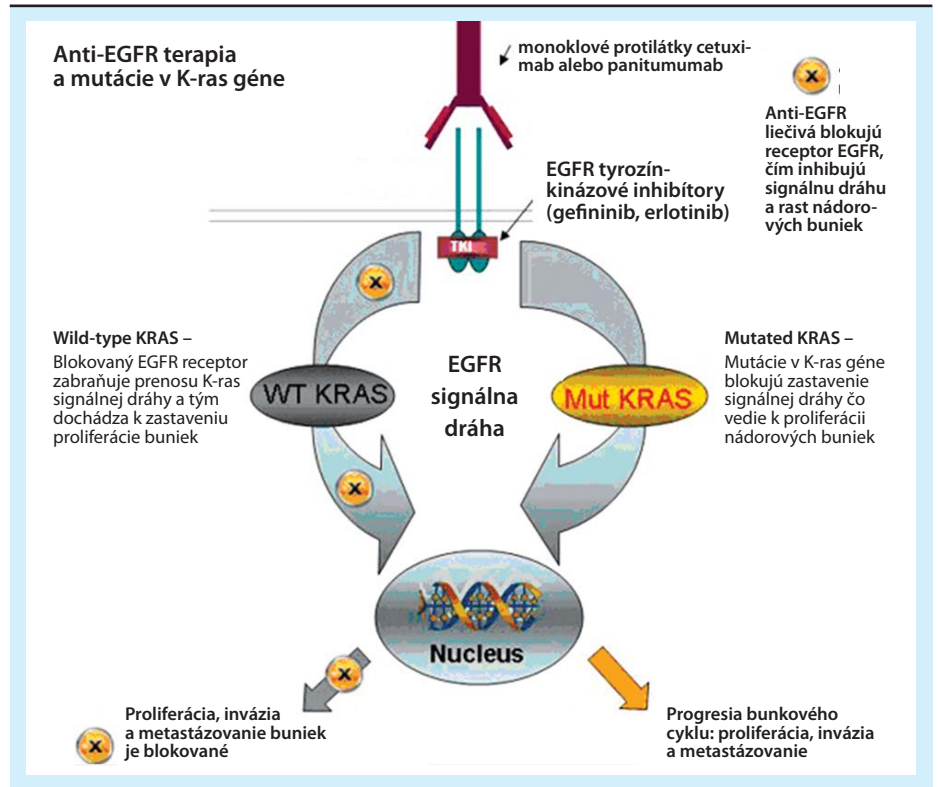 Anti-EGFR terapia
a mutácie v K-ras géne
monoklové protilátky cetuxi-
mab alebo panitumumab
X
Anti-EGFR
liečivá blokujú
receptor EGFR,
čím inhibujú
signálnu dráhu
a rast nádoro-
vých buniek
EGFR tyrozín-
kinázové inhibítory
(gefininib, erlotinib)
TKI
X
Wild-type KRAS –
Blokovaný EGFR receptor
zabraňuje prenosu K-ras
signálnej dráhy a tým
dochádza k zastaveniu
proliferácie buniek
WT KRAS
EGFR
signálna
dráha
Mut KRAS
Mutated KRAS –
Mutácie v K-ras géne
blokujú zastavenie
signálnej dráhy čo
vedie k proliferácii
nádorových buniek
X
Nucleus
X
X
Proliferácia, invázia
a metastázovanie buniek
je blokované
Progresia bunkového
cyklu: proliferácia, invázia
a metastázovanie